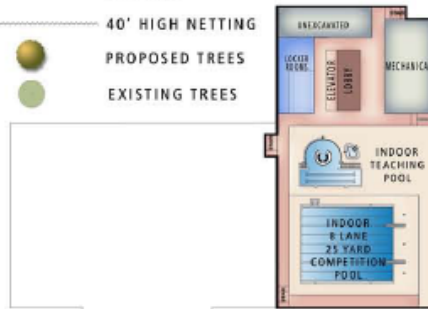 40' HIGH NETTING
PROPOSED TREES
EXISTING TREES
UNEXCAVATED
LOCKER
ROOMS
ELEVATOR
LOBBY
MECHANICA
INDOOR
TEACHING
POOL
INDOOR
8 LANE
25 YARD
COMPETITION
POOL